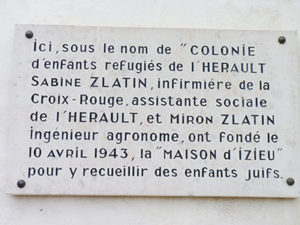 Ici, sous le nom de "COLONIE
d'enfants refugiés de l'HERAULT
SABINE ZLATIN, infirmière de la
Croix-Rouge, assistante sociale
de l'HERAULT, et MIRON ZLATIN
ingénieur agronome, ont fondé le
10 AVRIL 1943, la "MAISON d'IZIEU"
pour y recueillir des enfants juifs.